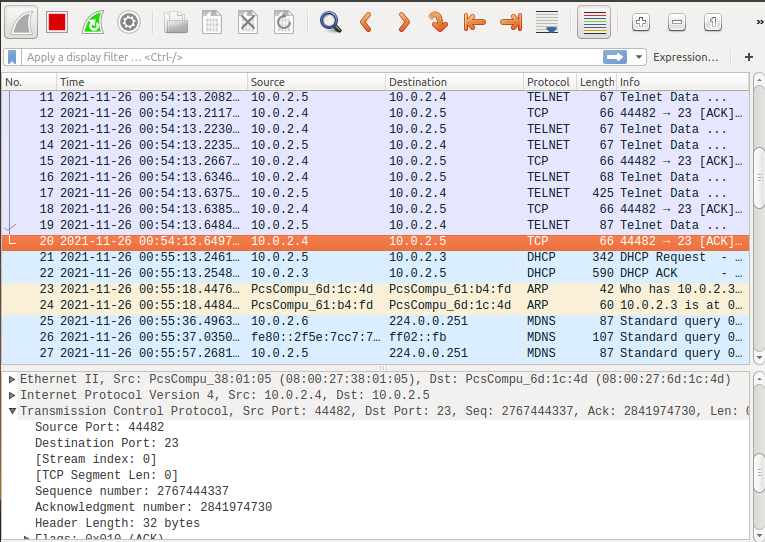 Apply a display filter ... <Ctrl-/> Expression... +
No. Time Source Destination Protocol Length Info
11 2021-11-26 00:54:13.2082... 10.0.2.5 10.0.2.4 TELNET 67 Telnet Data ...
12 2021-11-26 00:54:13.2117... 10.0.2.4 10.0.2.5 TCP 66 44482 → 23 [ACK]...
13 2021-11-26 00:54:13.2230... 10.0.2.4 10.0.2.5 TELNET 67 Telnet Data ...
14 2021-11-26 00:54:13.2235... 10.0.2.5 10.0.2.4 TELNET 67 Telnet Data ...
15 2021-11-26 00:54:13.2667... 10.0.2.4 10.0.2.5 TCP 66 44482 → 23 [ACK]...
16 2021-11-26 00:54:13.6346... 10.0.2.4 10.0.2.5 TELNET 68 Telnet Data ...
17 2021-11-26 00:54:13.6375... 10.0.2.5 10.0.2.4 TELNET 425 Telnet Data ...
18 2021-11-26 00:54:13.6385... 10.0.2.4 10.0.2.5 TCP 66 44482 → 23 [ACK]...
19 2021-11-26 00:54:13.6484... 10.0.2.5 10.0.2.4 TELNET 87 Telnet Data ...
20 2021-11-26 00:54:13.6497... 10.0.2.4 10.0.2.5 TCP 66 44482 → 23 [ACK]...
21 2021-11-26 00:55:13.2461... 10.0.2.5 10.0.2.3 DHCP 342 DHCP Request - ...
22 2021-11-26 00:55:13.2548... 10.0.2.3 10.0.2.5 DHCP 590 DHCP ACK - ...
23 2021-11-26 00:55:18.4476... PcsCompu_6d:1c:4d PcsCompu_61:b4:fd ARP 42 Who has 10.0.2.3...
24 2021-11-26 00:55:18.4484... PcsCompu_61:b4:fd PcsCompu_6d:1c:4d ARP 60 10.0.2.3 is at 0...
25 2021-11-26 00:55:36.4963... 10.0.2.6 224.0.0.251 MDNS 87 Standard query 0...
26 2021-11-26 00:55:37.0350... fe80::2f5e:7cc7:7... ff02::fb MDNS 107 Standard query 0...
27 2021-11-26 00:55:57.2681... 10.0.2.5 224.0.0.251 MDNS 87 Standard query 0...
Ethernet II, Src: PcsCompu_38:01:05 (08:00:27:38:01:05), Dst: PcsCompu_6d:1c:4d (08:00:27:6d:1c:4d)
Internet Protocol Version 4, Src: 10.0.2.4, Dst: 10.0.2.5
Transmission Control Protocol, Src Port: 44482, Dst Port: 23, Seq: 2767444337, Ack: 2841974730, Len: 0
Source Port: 44482
Destination Port: 23
[Stream index: 0]
[TCP Segment Len: 0]
Sequence number: 2767444337
Acknowledgment number: 2841974730
Header Length: 32 bytes
Flags: 0x010 (ACK)